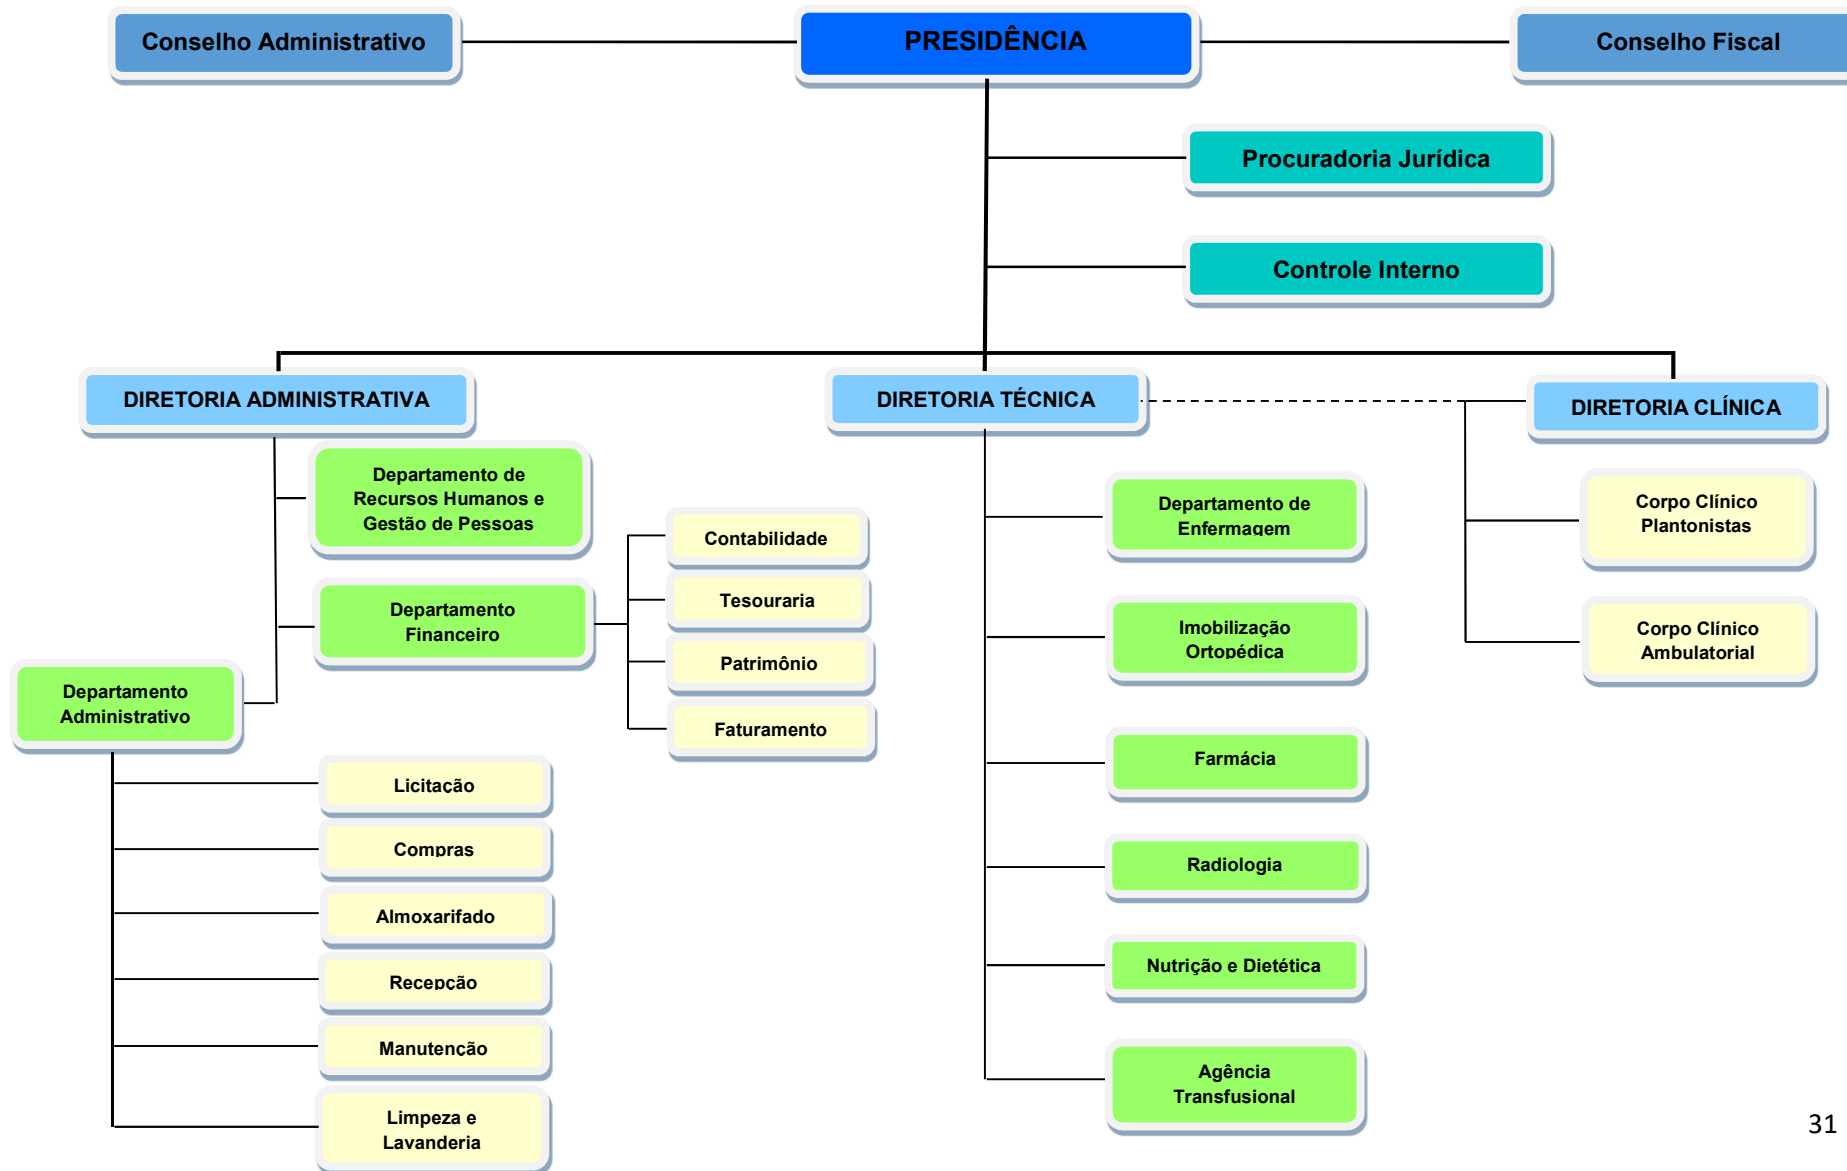 Conselho Administrativo
PRESIDÊNCIA
Conselho Fiscal
Procuradoria Jurídica
Controle Interno
DIRETORIA ADMINISTRATIVA
DIRETORIA TÉCNICA
DIRETORIA CLÍNICA
Departamento de
Recursos Humanos e
Gestão de Pessoas
Departamento
Financeiro
Contabilidade
Tesouraria
Patrimônio
Faturamento
Departamento
Administrativo
Licitação
Compras
Almoxarifado
Recepção
Manutenção
Limpeza e
Lavanderia
Departamento de
Enfermagem
Imobilização
Ortopédica
Farmácia
Radiologia
Nutrição e Dietética
Agência
Transfusional
Corpo Clínico
Plantonistas
Corpo Clínico
Ambulatorial
31